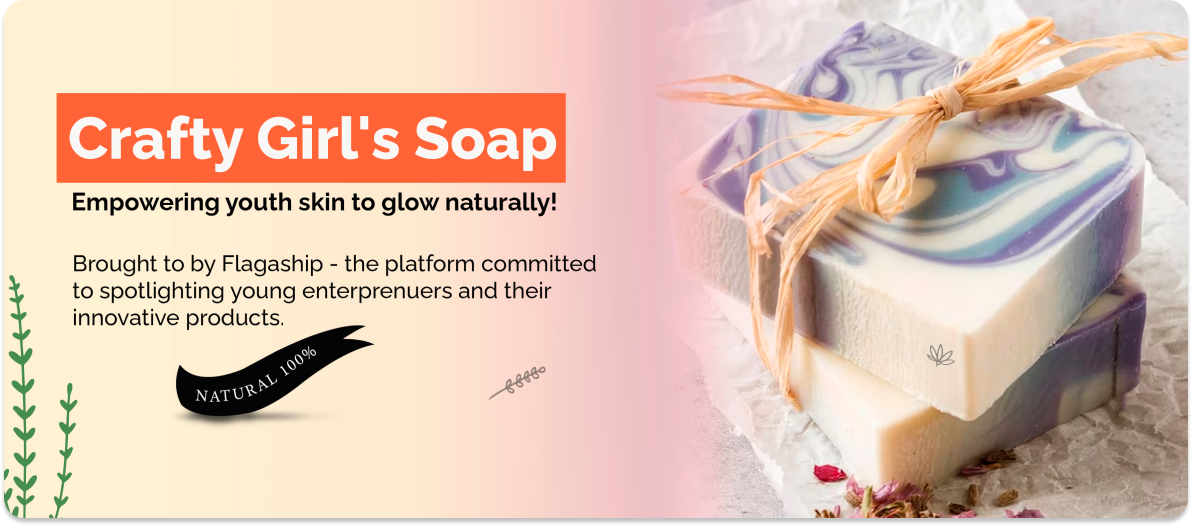 Crafty Girl's Soap
Empowering youth skin to glow naturally!
Brought to by Flagaship - the platform committed
to spotlighting young enterprenuers and their
innovative products.
NATURAL 100%